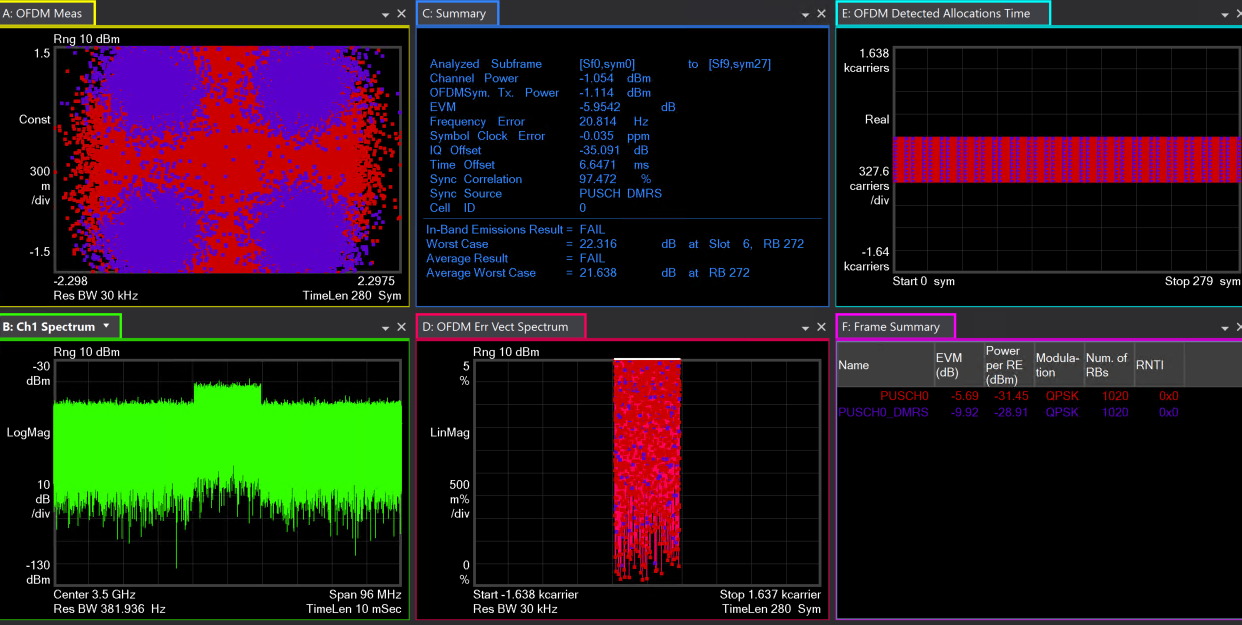 A: OFDM Meas
Rng 10 dBm
1.5
Const
300
m
/div
-1.5
-2.298
2.2975
Res BW 30 kHz
TimeLen 280 Sym
C: Summary
Analyzed Subframe [Sf0,sym0] to [Sf9,sym27]
Channel Power -1.054 dBm
OFDMSym. Tx. Power -1.114 dBm
EVM -5.9542 dB
Frequency Error 20.814 Hz
Symbol Clock Error -0.035 ppm
IQ Offset -35.091 dB
Time Offset 6.6471 ms
Sync Correlation 97.472 %
Sync Source PUSCH DMRS
Cell ID 0
In-Band Emissions Result = FAIL
Worst Case = 22.316 dB at Slot 6, RB 272
Average Result = FAIL
Average Worst Case = 21.638 dB at RB 272
E: OFDM Detected Allocations Time
1.638
kcarriers
Real
327.6
carriers
/div
-1.64
kcarriers
Start 0 sym
Stop 279 sym
B: Ch1 Spectrum
Rng 10 dBm
-30
dBm
LogMag
10
dB
/div
-130
dBm
Center 3.5 GHz
Span 96 MHz
Res BW 381.936 Hz
TimeLen 10 mSec
D: OFDM Err Vect Spectrum
Rng 10 dBm
5
%
LinMag
500
m%
/div
0
%
Start -1.638 kcarrier
Stop 1.637 kcarrier
Res BW 30 kHz
TimeLen 280 Sym
F: Frame Summary
Name EVM (dB) Power per RE (dBm) Modula-tion Num. of RBs RNTI
PUSCH0 -5.69 -31.45 QPSK 1020 0x0
PUSCH0_DMRS -9.92 -28.91 QPSK 1020 0x0